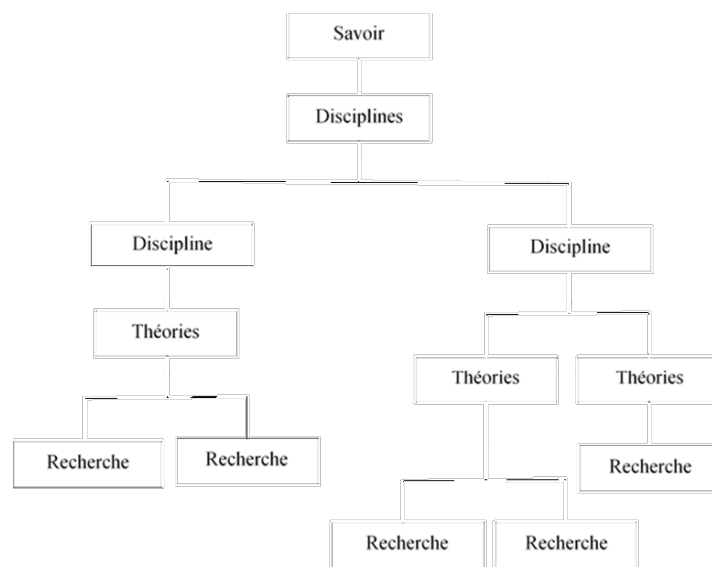 Savoir
Disciplines
Discipline
Discipline
Théories
Théories
Théories
Recherche
Recherche
Recherche
Recherche
Recherche